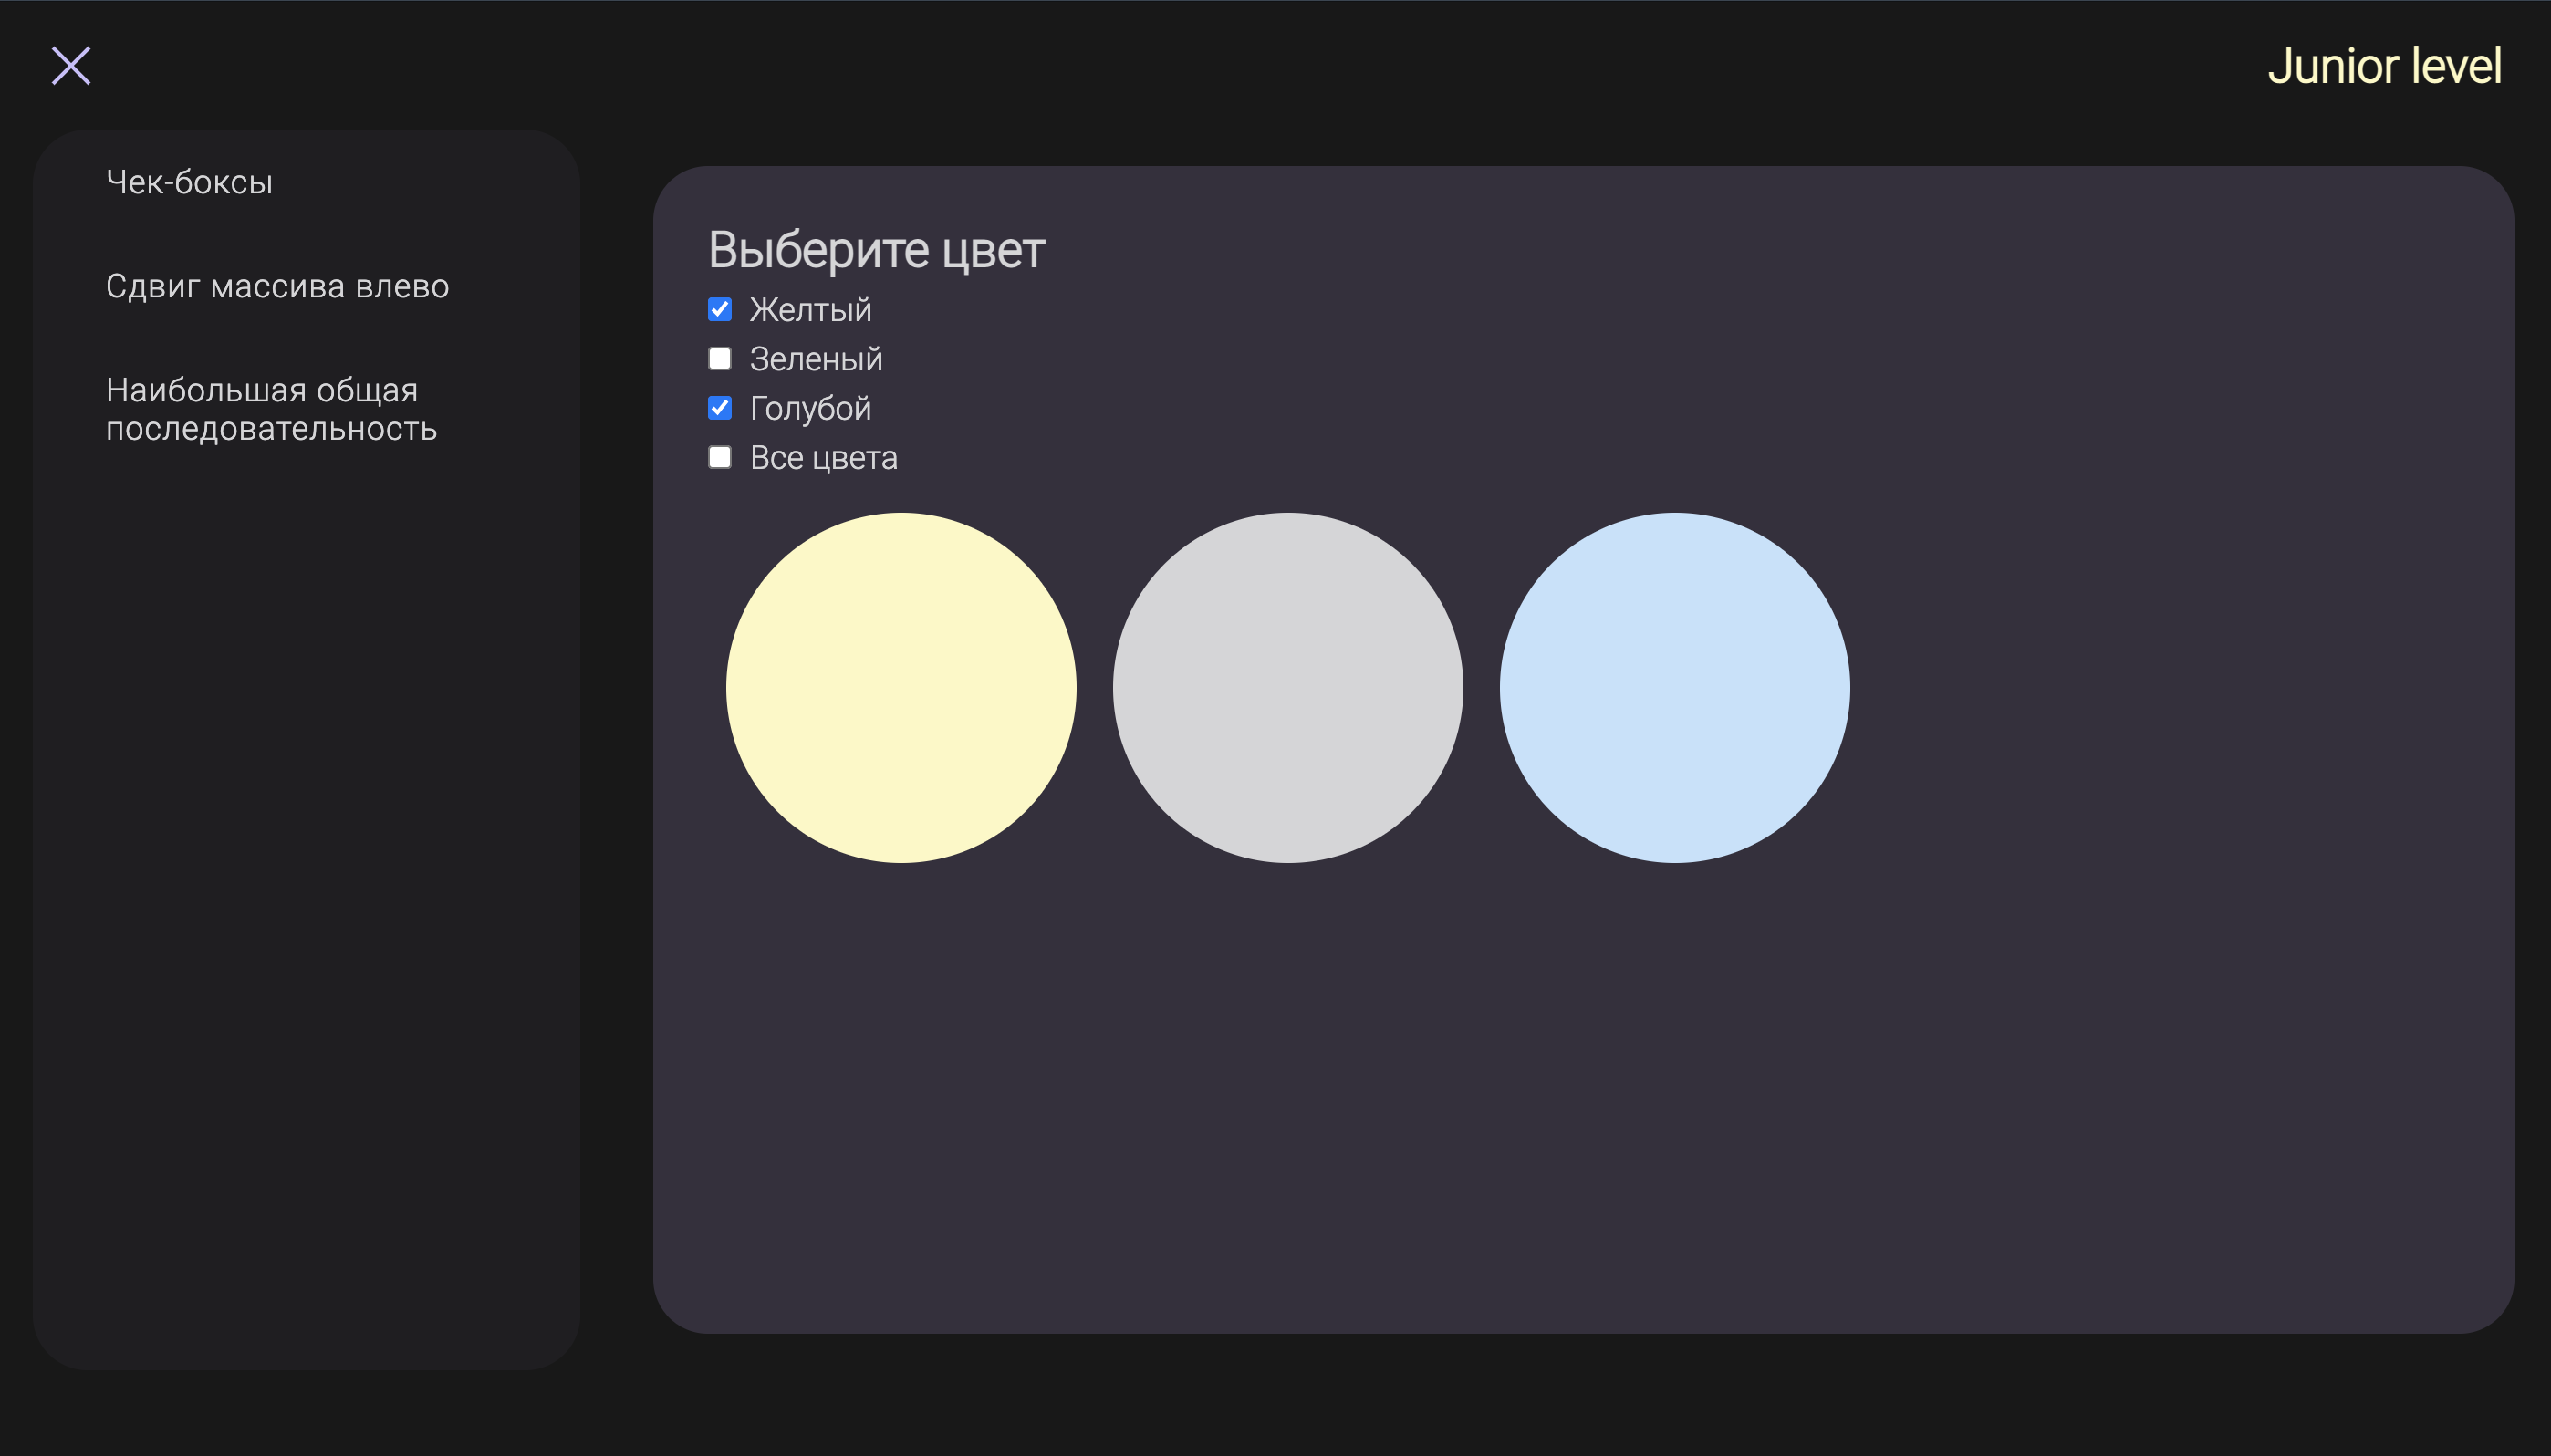 Junior level
Чек-боксы
Сдвиг массива влево
Наибольшая общая
последовательность
Выберите цвет
Желтый
Зеленый
Голубой
Все цвета